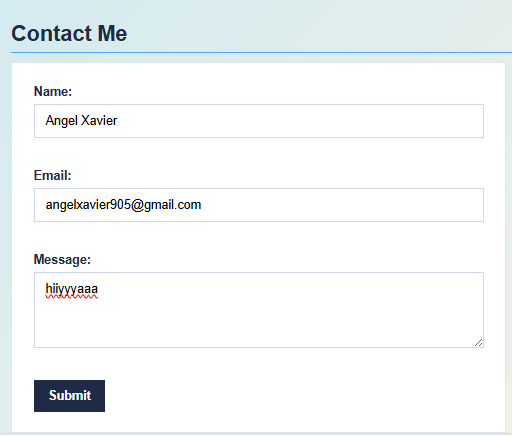 Contact Me
Name:
Angel Xavier
Email:
angelxavier905@gmail.com
Message:
hiiyyyaaa
Submit